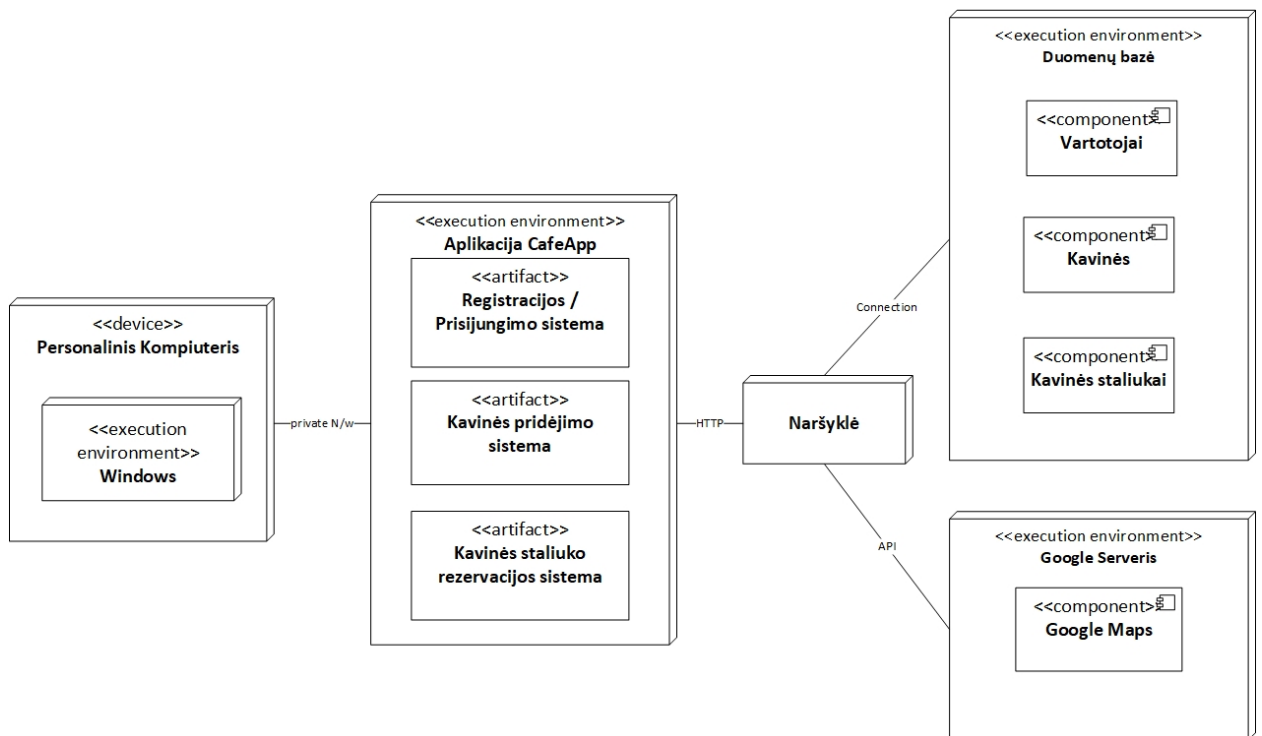 <<device>>
Personalinis Kompiuteris
<<execution
environment>>
Windows
private N/w
<<execution environment>>
Aplikacija CafeApp
<<artifact>>
Registracijos /
Prisijungimo sistema
<<artifact>>
Kavinės pridėjimo
sistema
<<artifact>>
Kavinės staliuko
rezervacijos sistema
HTTP
Naršyklė
Connection
API
<<execution environment>>
Duomenų bazė
<<component>>
Vartotojai
<<component>>
Kavinės
<<component>>
Kavinės staliukai
<<execution environment>>
Google Serveris
<<component>>
Google Maps